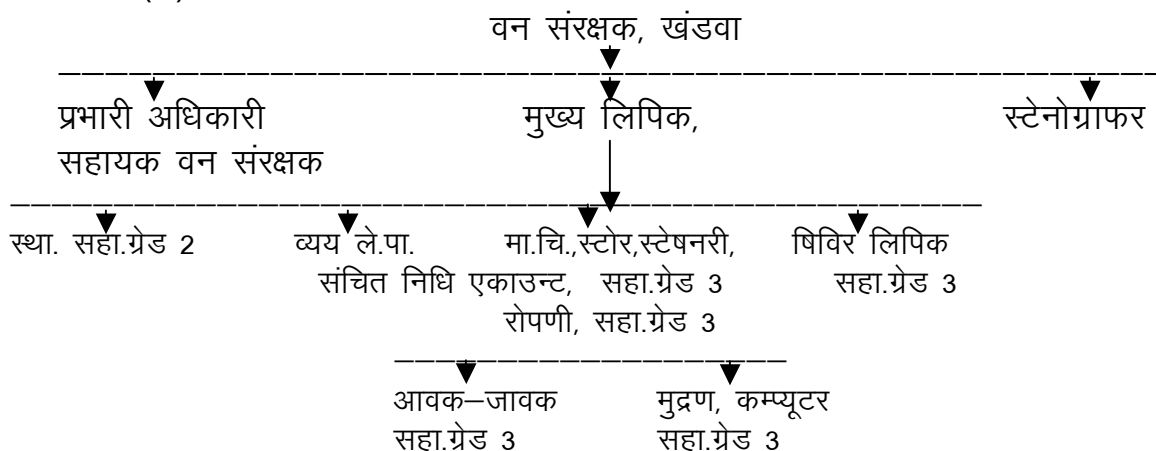 वन संरक्षक, खंडवा
प्रभारी अधिकारी मुख्य लिपिक, स्टेनोग्राफर
सहायक वन संरक्षक
स्था. सहा.ग्रेड 2 व्यय ले.पा. मा.चि.,स्टोर,स्टेषनरी, षिविर लिपिक
संचित निधि एकाउन्ट, सहा.ग्रेड 3 सहा.ग्रेड 3
रोपणी, सहा.ग्रेड 3
आवक–जावक मुद्रण, कम्प्यूटर
सहा.ग्रेड 3 सहा.ग्रेड 3